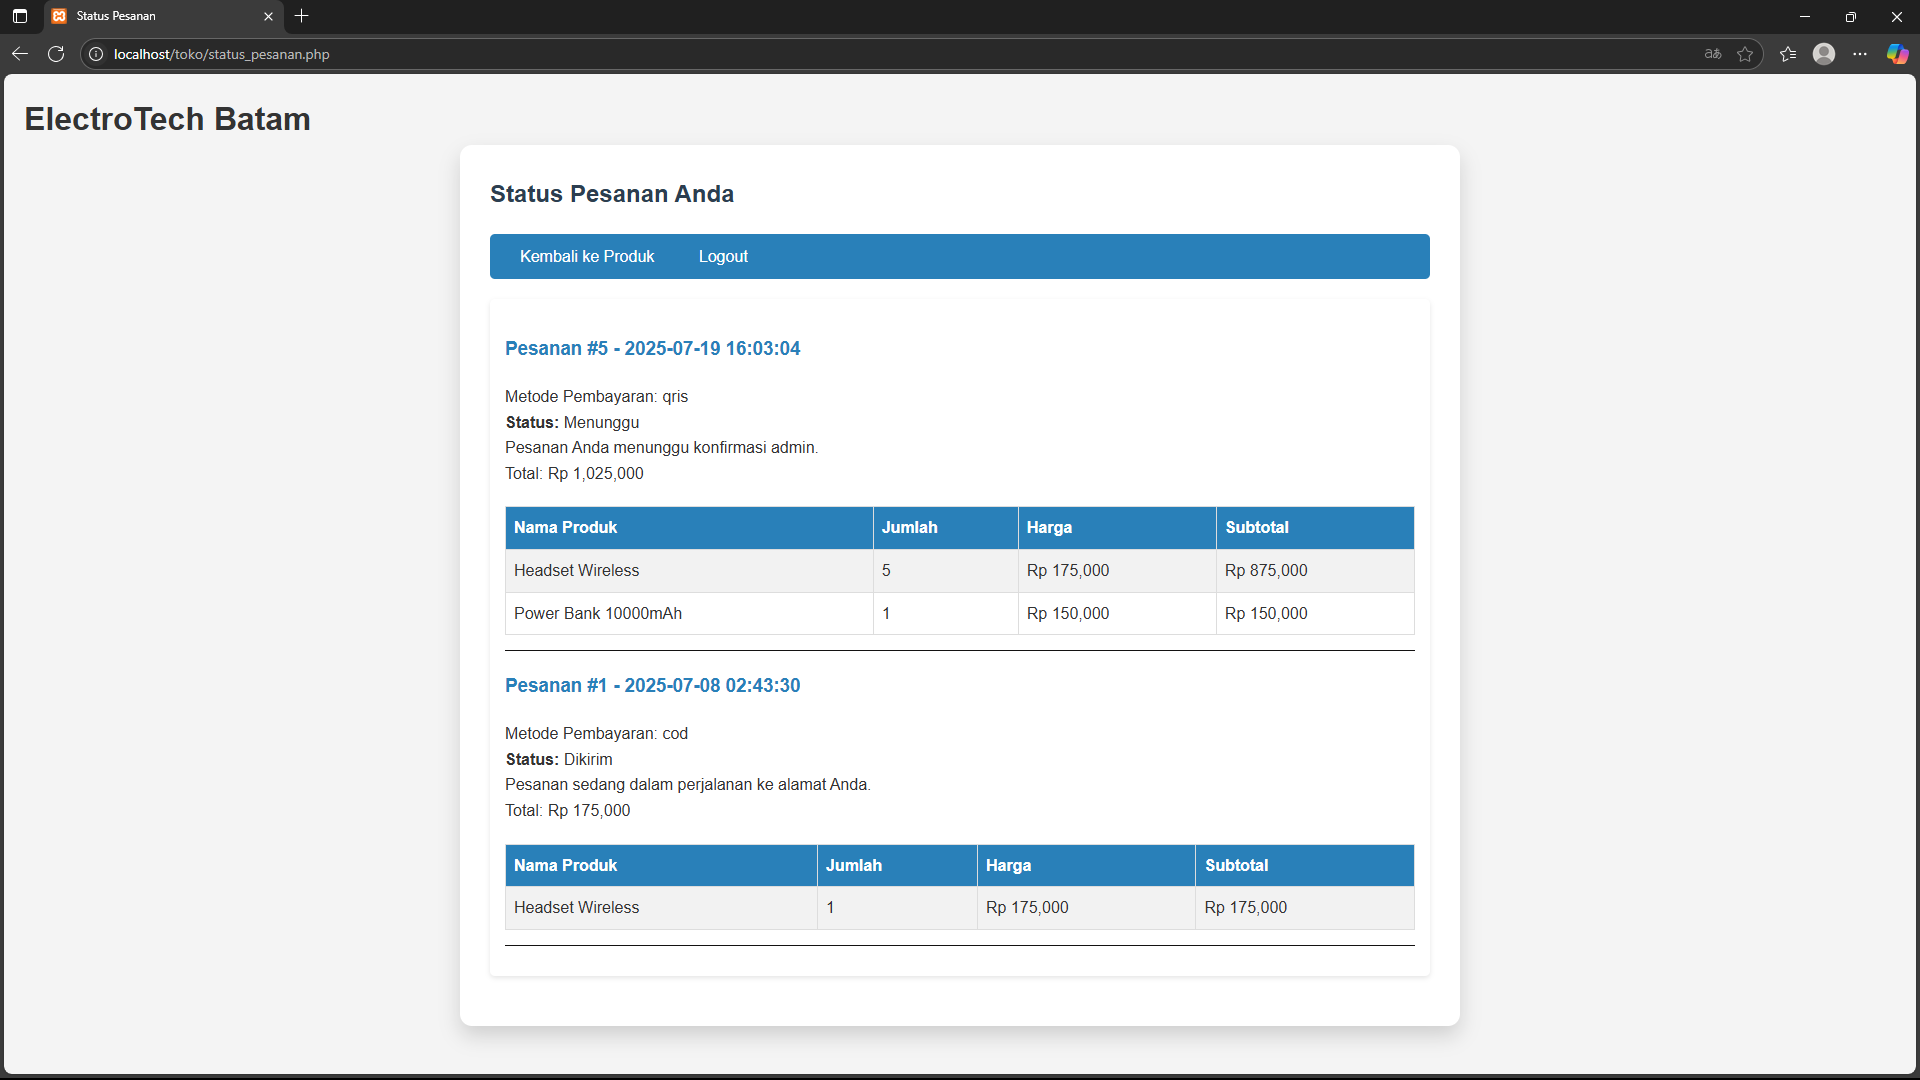 Status Pesanan
localhost/toko/status_pesanan.php
ElectroTech Batam
Status Pesanan Anda
Kembali ke Produk Logout
Pesanan #5 - 2025-07-19 16:03:04
Metode Pembayaran: qris
Status: Menunggu
Pesanan Anda menunggu konfirmasi admin.
Total: Rp 1,025,000
Nama Produk Jumlah Harga Subtotal
Headset Wireless 5 Rp 175,000 Rp 875,000
Power Bank 10000mAh 1 Rp 150,000 Rp 150,000
Pesanan #1 - 2025-07-08 02:43:30
Metode Pembayaran: cod
Status: Dikirim
Pesanan sedang dalam perjalanan ke alamat Anda.
Total: Rp 175,000
Nama Produk Jumlah Harga Subtotal
Headset Wireless 1 Rp 175,000 Rp 175,000